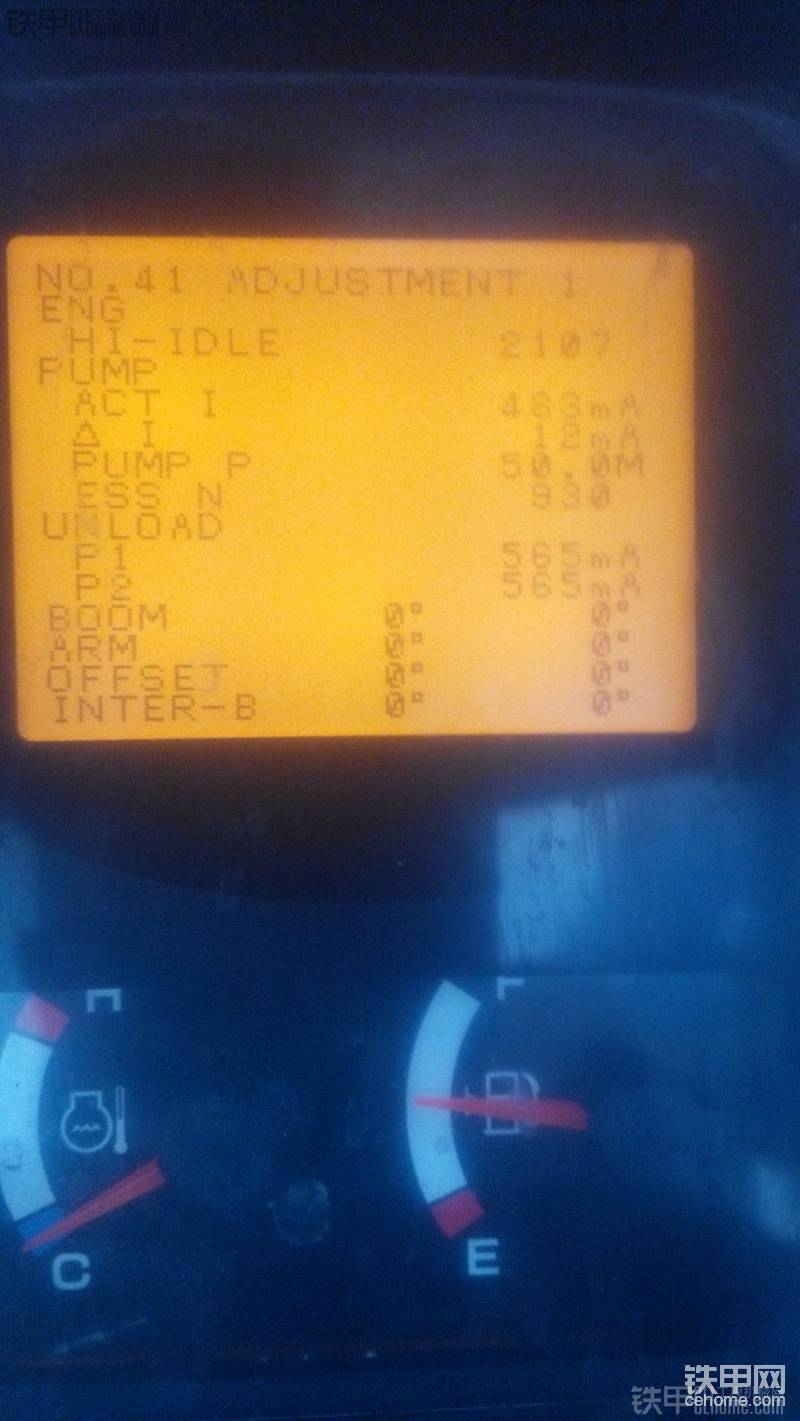 铁甲
NO.41 ADJUSTMENT 1
ENG
HI-IDLE 2107
PUMP
ACT I 483mA
Δ I 12mA
PUMP P 50.0M
ESS N 930
UNLOAD
P1 565mA
P2 565mA
BOOM 0° 0°
ARM 0° 0°
OFFSET 0° 0°
INTER-B 0° 0°
C
E
铁甲网
cehome.com
铁甲